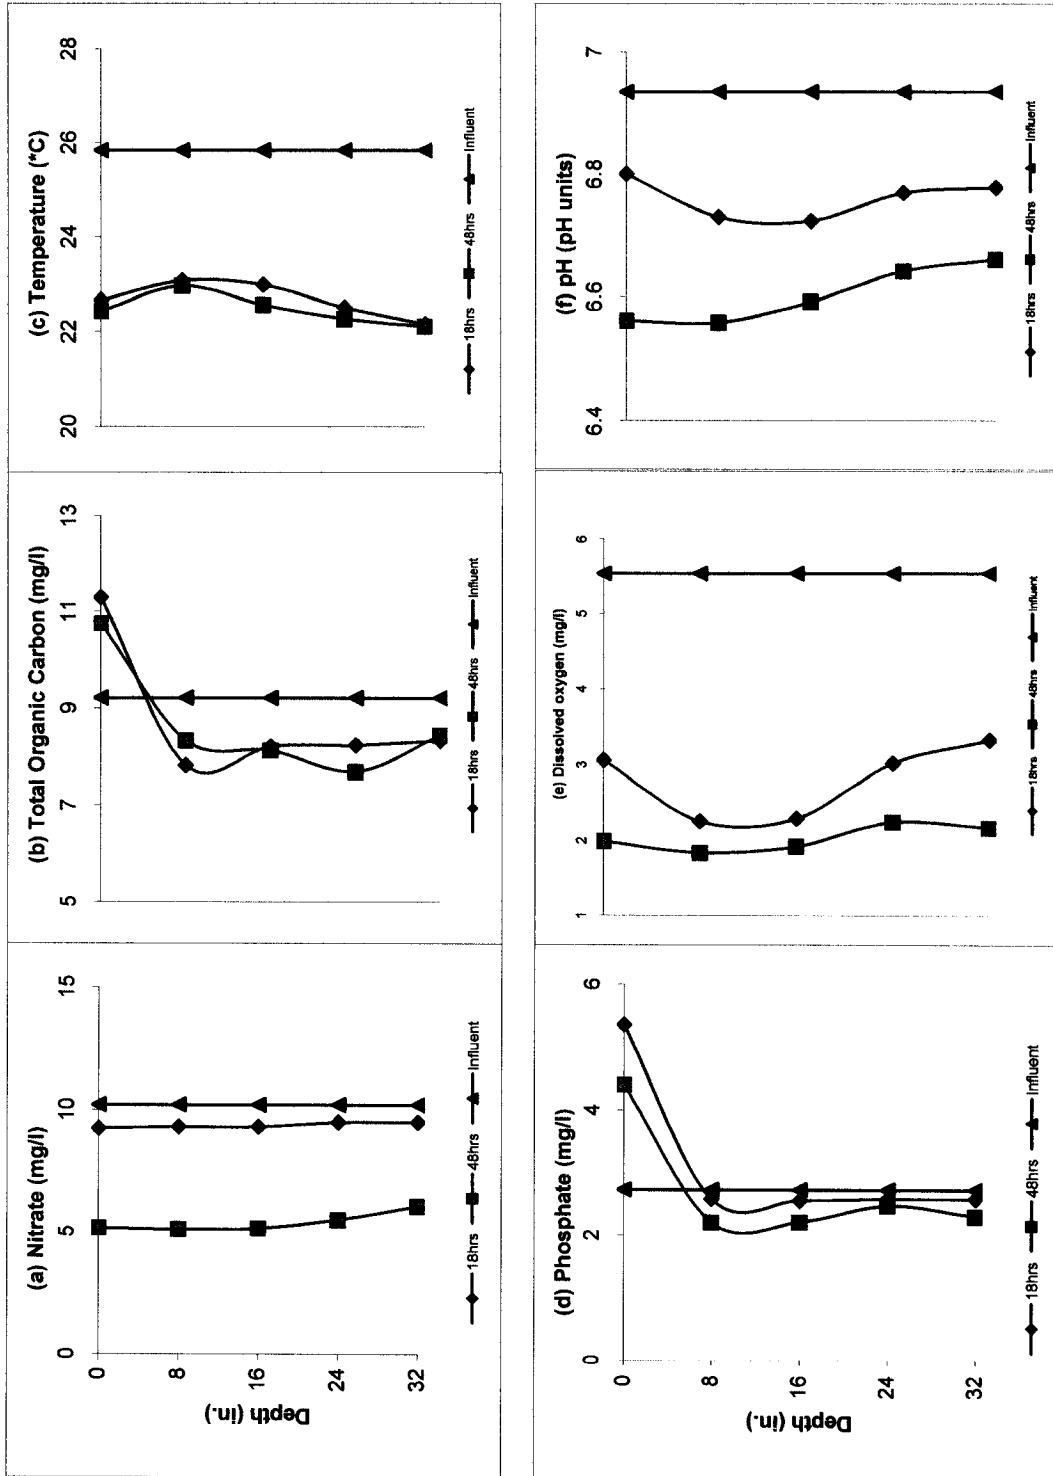 (a) Nitrate (mg/l)
0 5 10 15
0
8
16
24
32
Depth (in.)
18hrs 48hrs Influent
(b) Total Organic Carbon (mg/l)
5 7 9 11 13
18hrs 48hrs Influent
(c) Temperature (*C)
20 22 24 26 28
18hrs 48hrs Influent
(d) Phosphate (mg/l)
0 2 4 6
0
8
16
24
32
Depth (in.)
18hrs 48hrs Influent
(e) Dissolved oxygen (mg/l)
1 2 3 4 5 6
18hrs 48hrs Influent
(f) pH (pH units)
6.4 6.6 6.8 7
18hrs 48hrs Influent